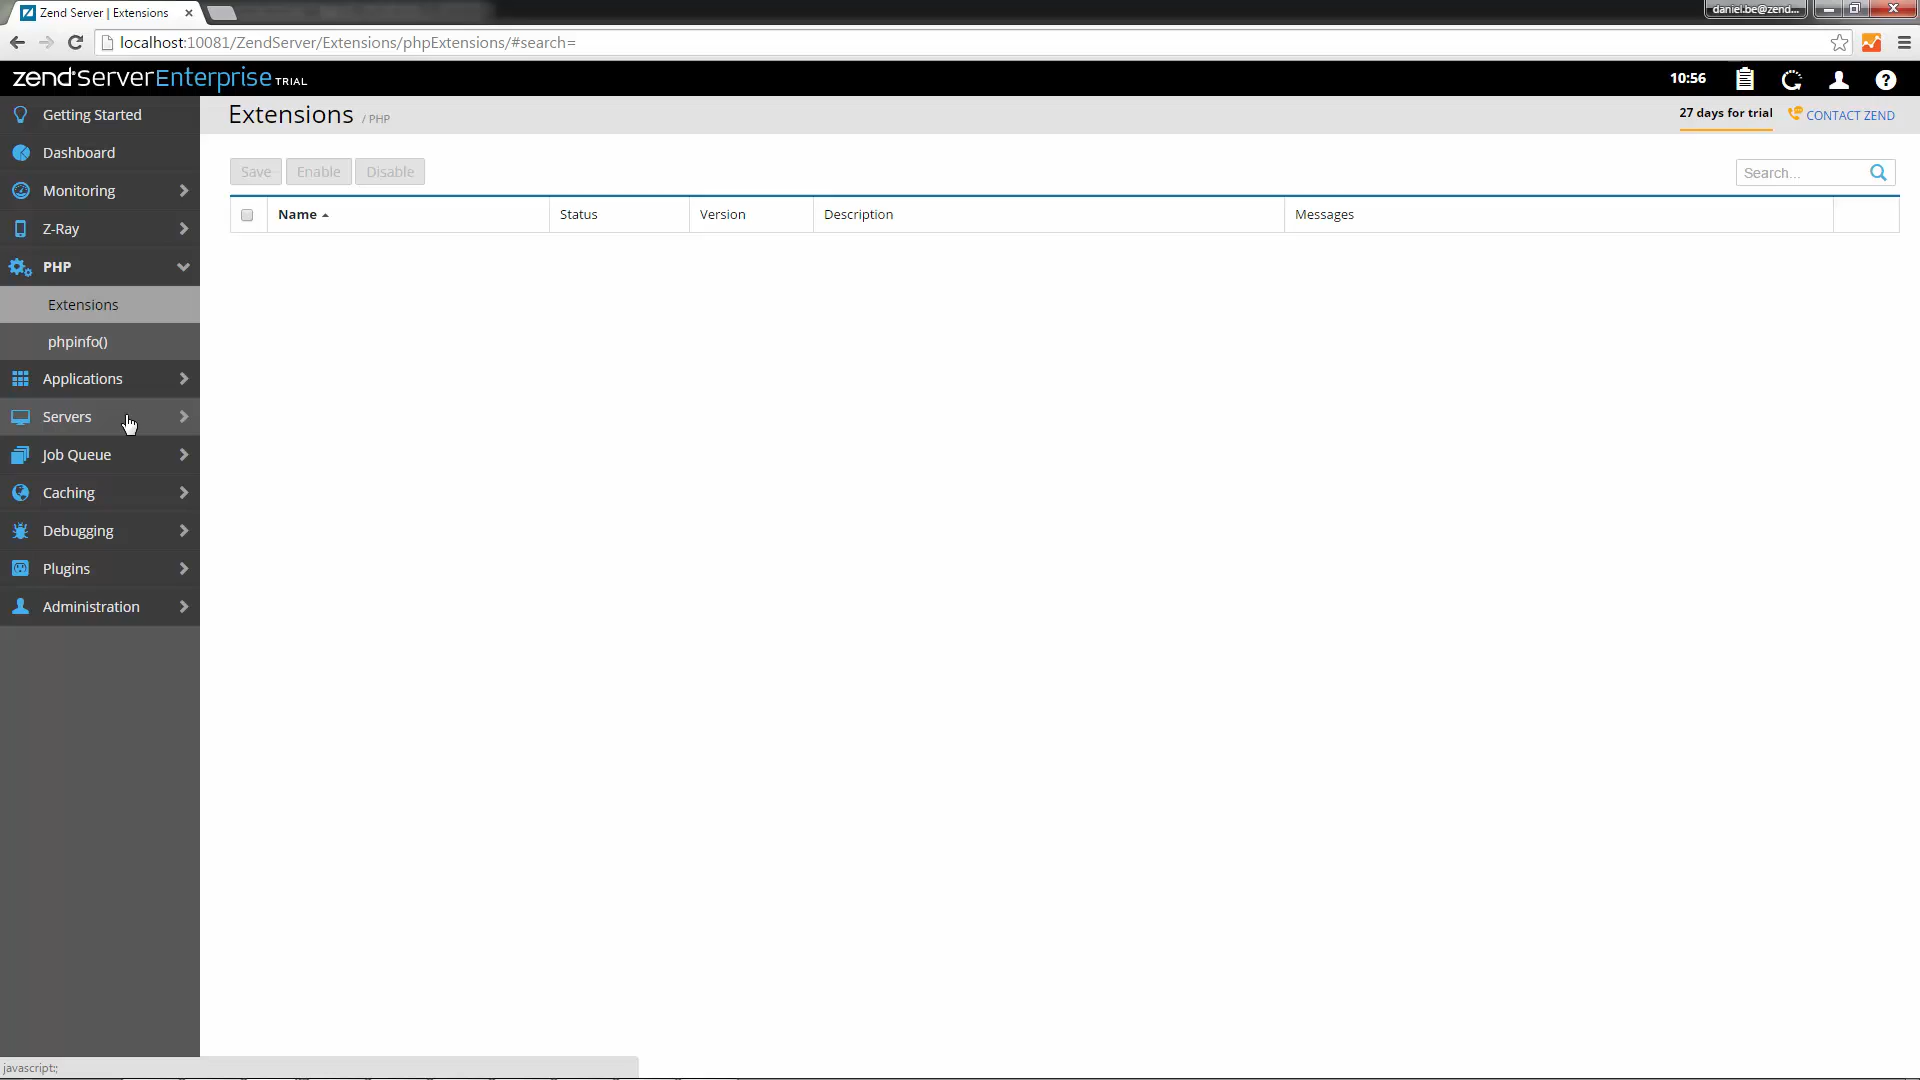 Zend Server | Extensions
daniel.be@zend...
localhost:10081/ZendServer/Extensions/phpExtensions/#search=
zend Server Enterprise TRIAL
10:56
Getting Started
Dashboard
Monitoring
Z-Ray
PHP
Extensions
phpinfo()
Applications
Servers
Job Queue
Caching
Debugging
Plugins
Administration
Extensions / PHP
27 days for trial
CONTACT ZEND
Save
Enable
Disable
Search...
Name
Status
Version
Description
Messages
javascript:;